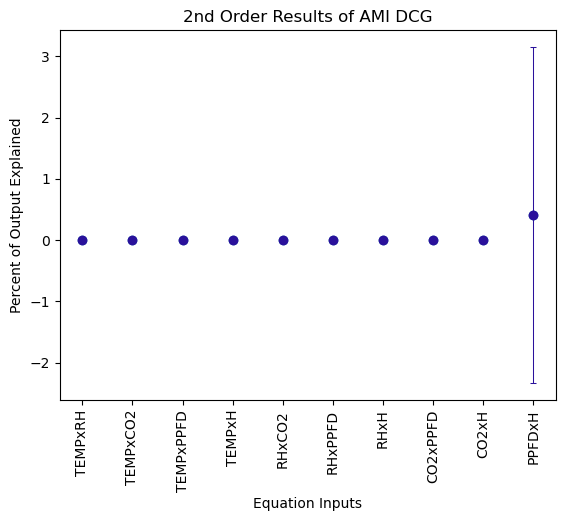 2nd Order Results of AMI DCG
Percent of Output Explained
3
2
1
0
−1
−2
TEMPxRH
TEMPxCO2
TEMPxPPFD
TEMPxH
RHxCO2
RHxPPFD
RHxH
CO2xPPFD
CO2xH
PPFDxH
Equation Inputs